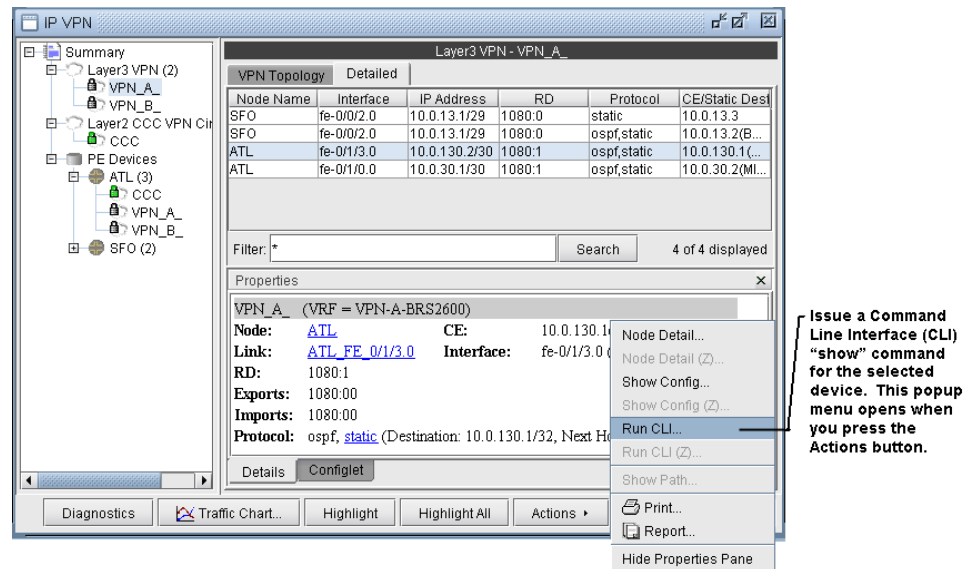 IP VPN
Summary
Layer3 VPN (2)
VPN_A_
VPN_B_
Layer2 CCC VPN Cir
CCC
PE Devices
ATL (3)
CCC
VPN_A_
VPN_B_
SFO (2)
Layer3 VPN - VPN_A_
VPN Topology Detailed
Node Name Interface IP Address RD Protocol CE/Static Dest
SFO fe-0/0/2.0 10.0.13.1/29 1080:0 static 10.0.13.3
SFO fe-0/0/2.0 10.0.13.1/29 1080:0 ospf,static 10.0.13.2(B...
ATL fe-0/1/3.0 10.0.130.2/30 1080:1 ospf,static 10.0.130.1(...
ATL fe-0/1/0.0 10.0.30.1/30 1080:1 ospf,static 10.0.30.2(MI...
Filter: * Search 4 of 4 displayed
Properties
VPN_A_ (VRF = VPN-A-BRS2600)
Node: ATL CE: 10.0.130.1
Link: ATL_FE_0/1/3.0 Interface: fe-0/1/3.0 (
RD: 1080:1
Exports: 1080:00
Imports: 1080:00
Protocol: ospf, static (Destination: 10.0.130.1/32, Next Ho
Details Configlet
Diagnostics Traffic Chart... Highlight Highlight All Actions
Node Detail...
Node Detail (Z)...
Show Config...
Show Config (Z)...
Run CLI...
Run CLI (Z)...
Show Path...
Print...
Report...
Hide Properties Pane
Issue a Command
Line Interface (CLI)
“show” command
for the selected
device. This popup
menu opens when
you press the
Actions button.